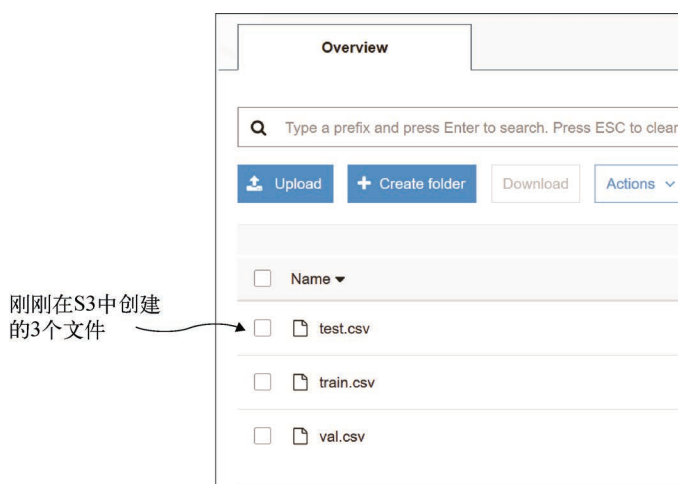 Overview
Type a prefix and press Enter to search. Press ESC to clear
Upload
Create folder
Download
Actions
Name
刚刚在S3中创建
的3个文件
test.csv
train.csv
val.csv